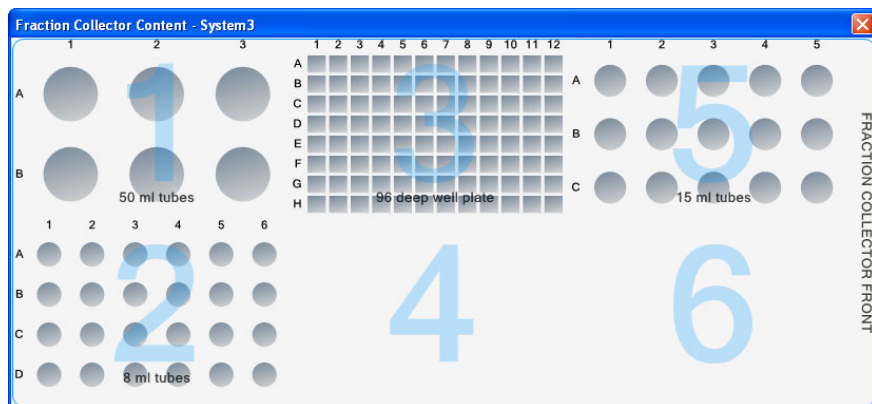 Fraction Collector Content - System3
1 2 3
A
B
1
50 ml tubes
1 2 3 4 5 6 7 8 9 10 11 12
A
B
C
D
E
F
G
H
3
96 deep well plate
1 2 3 4 5
A
B
C
5
15 ml tubes
1 2 3 4 5 6
A
B
C
D
2
8 ml tubes
4
6
FRACTION COLLECTOR FRONT